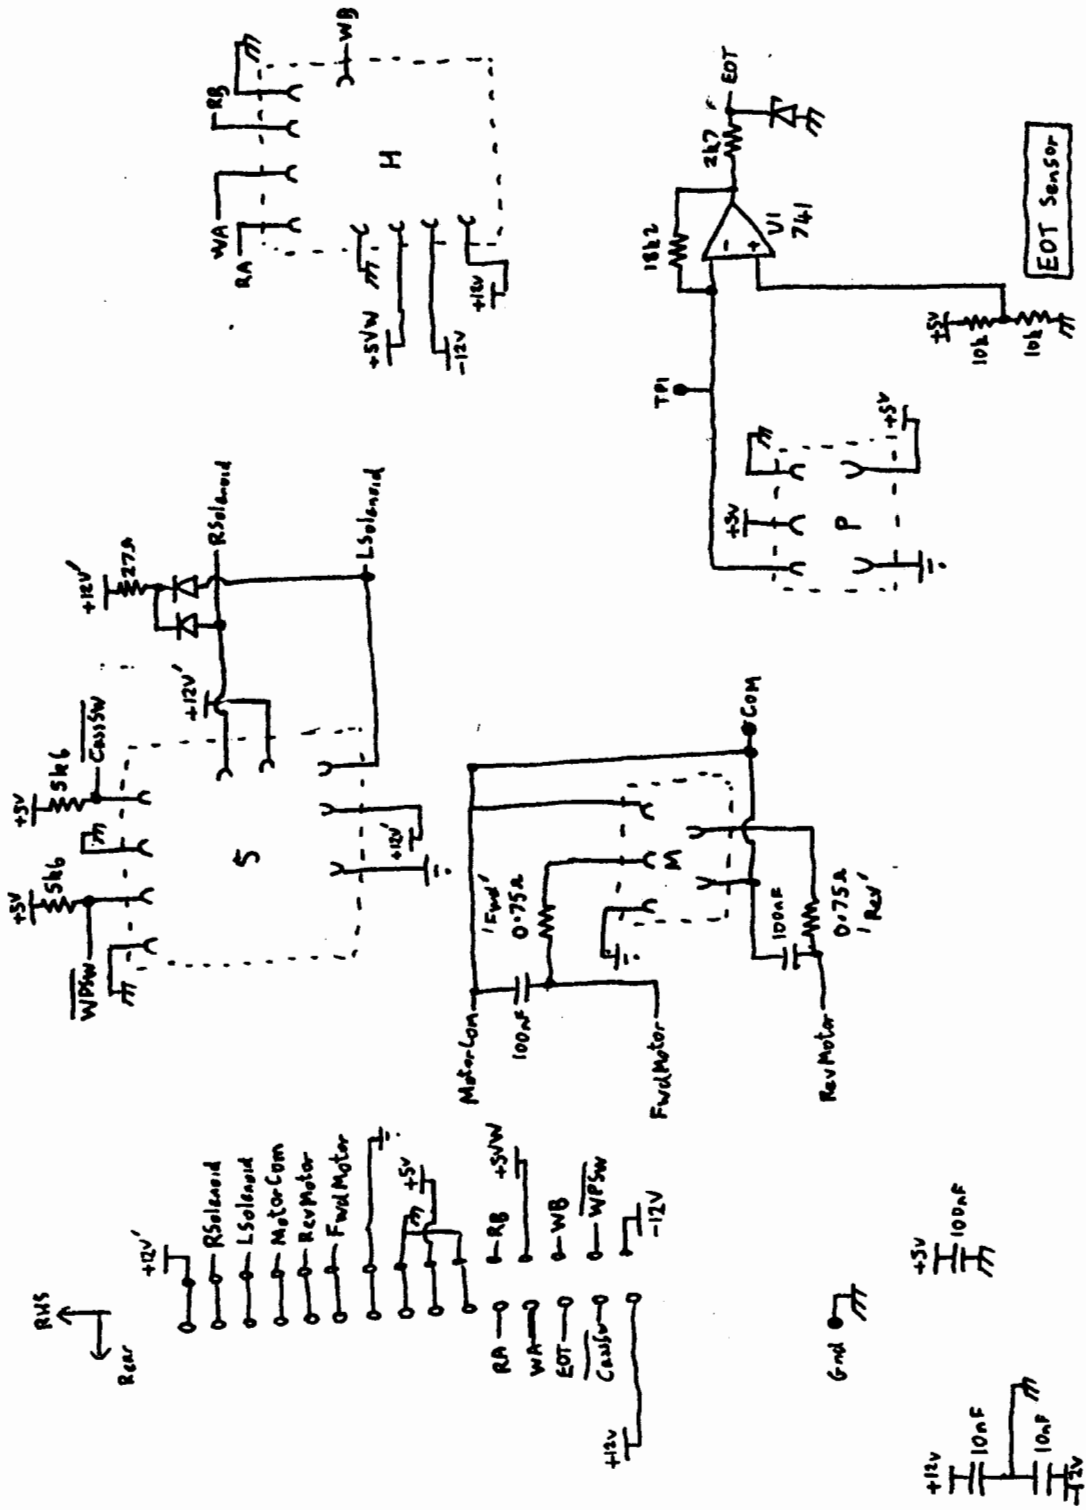 RHS
Rear
+12V'
RSolenoid
LSolenoid
MotorCom
RevMotor
FwdMotor
+5V
RA
RB
WA
+5VW
EOT
WB
CassSw
WPSW
+12V
-12V
Gnd
+5V
100nF
+12V
10nF
10nF
WPSW
+5V
5k6
+5V
5k6
CassSW
S
+12V'
+12V'
27Ω
+12V'
RSolenoid
LSolenoid
MotorCom
100nF
'Fwd'
0.75Ω
FwdMotor
M
COM
100nF
0.75Ω
'Rev'
RevMotor
RA
WA
RB
WB
H
+5VW
-12V
+12V
TP1
+5V
P
+5V
18k2
-
+
U1
741
2k7
EOT
+5V
10k
10k
EOT Sensor